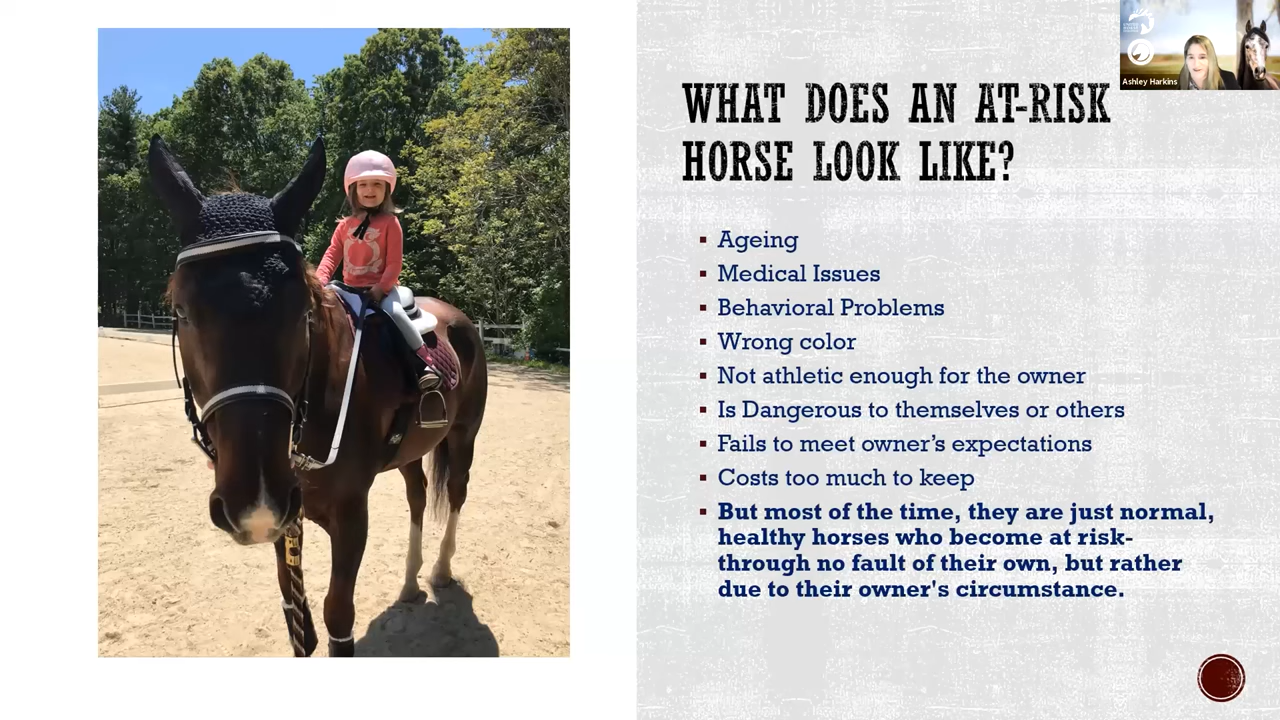 WHAT DOES AN AT-RISK
HORSE LOOK LIKE?
Ashley Harkins
Ageing
Medical Issues
Behavioral Problems
Wrong color
Not athletic enough for the owner
Is Dangerous to themselves or others
Fails to meet owner’s expectations
Costs too much to keep
But most of the time, they are just normal,
healthy horses who become at risk-
through no fault of their own, but rather
due to their owner's circumstance.